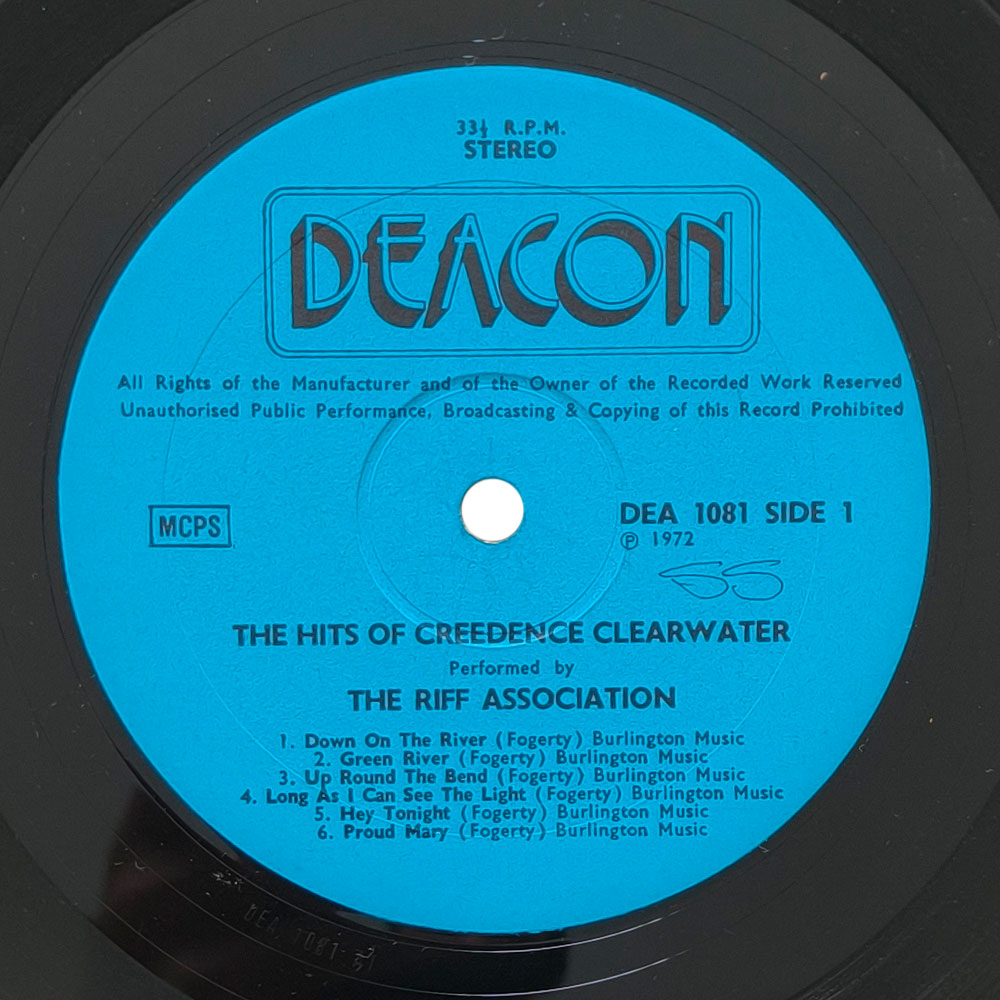 33⅓ R.P.M.
STEREO
DEACON
All Rights of the Manufacturer and of the Owner of the Recorded Work Reserved
Unauthorised Public Performance, Broadcasting & Copying of this Record Prohibited
MCPS
DEA 1081 SIDE 1
℗ 1972
SS
THE HITS OF CREEDENCE CLEARWATER
Performed by
THE RIFF ASSOCIATION
1. Down On The River (Fogerty) Burlington Music
2. Green River (Fogerty) Burlington Music
3. Up Round The Bend (Fogerty) Burlington Music
4. Long As I Can See The Light (Fogerty) Burlington Music
5. Hey Tonight (Fogerty) Burlington Music
6. Proud Mary (Fogerty) Burlington Music
DEA. 1081